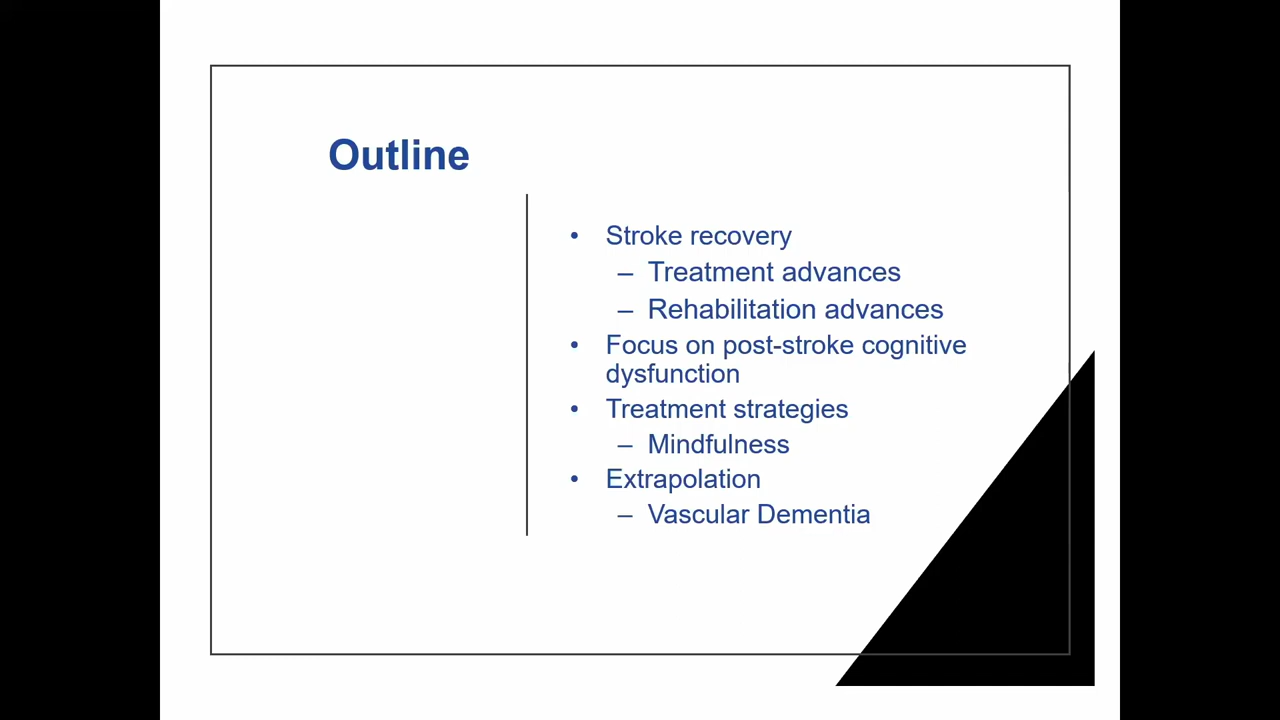 Outline
• Stroke recovery
– Treatment advances
– Rehabilitation advances
• Focus on post-stroke cognitive
dysfunction
• Treatment strategies
– Mindfulness
• Extrapolation
– Vascular Dementia